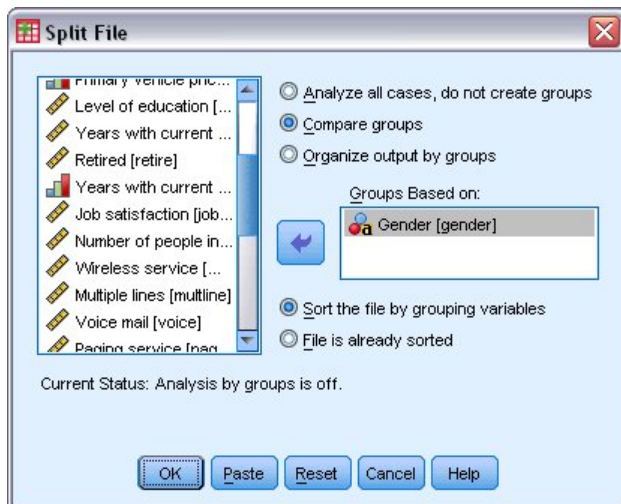 Split File
Primary vehicle pric...
Level of education [...
Years with current ...
Retired [retire]
Years with current ...
Job satisfaction [job...
Number of people in...
Wireless service [...
Multiple lines [multline]
Voice mail [voice]
Paging service [pag...
Analyze all cases, do not create groups
Compare groups
Organize output by groups
Groups Based on:
Gender [gender]
Sort the file by grouping variables
File is already sorted
Current Status: Analysis by groups is off.
OK Paste Reset Cancel Help